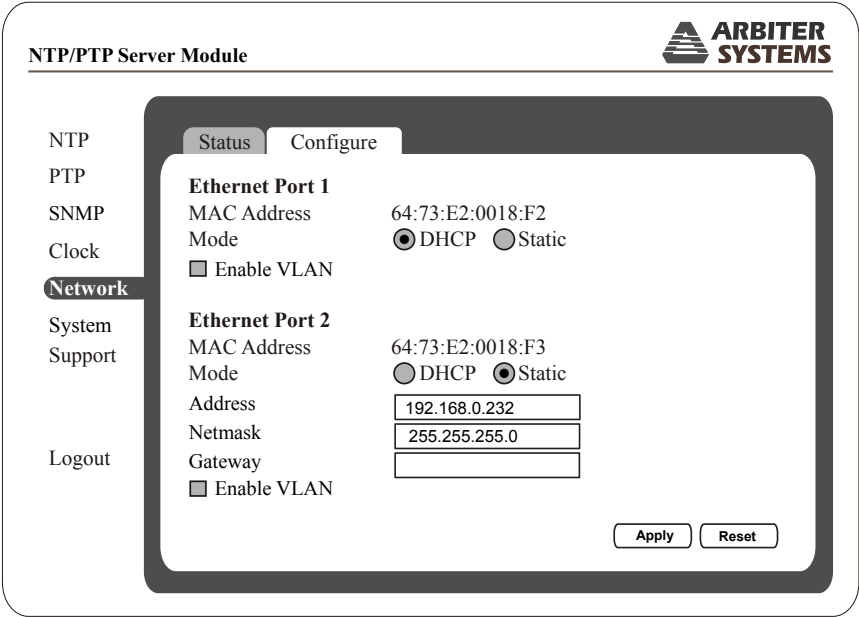 ARBITER
SYSTEMS
NTP/PTP Server Module
NTP
PTP
SNMP
Clock
Network
System
Support
Logout
Status
Configure
Ethernet Port 1
MAC Address 64:73:E2:0018:F2
Mode DHCP Static
Enable VLAN
Ethernet Port 2
MAC Address 64:73:E2:0018:F3
Mode DHCP Static
Address 192.168.0.232
Netmask 255.255.255.0
Gateway
Enable VLAN
Apply Reset